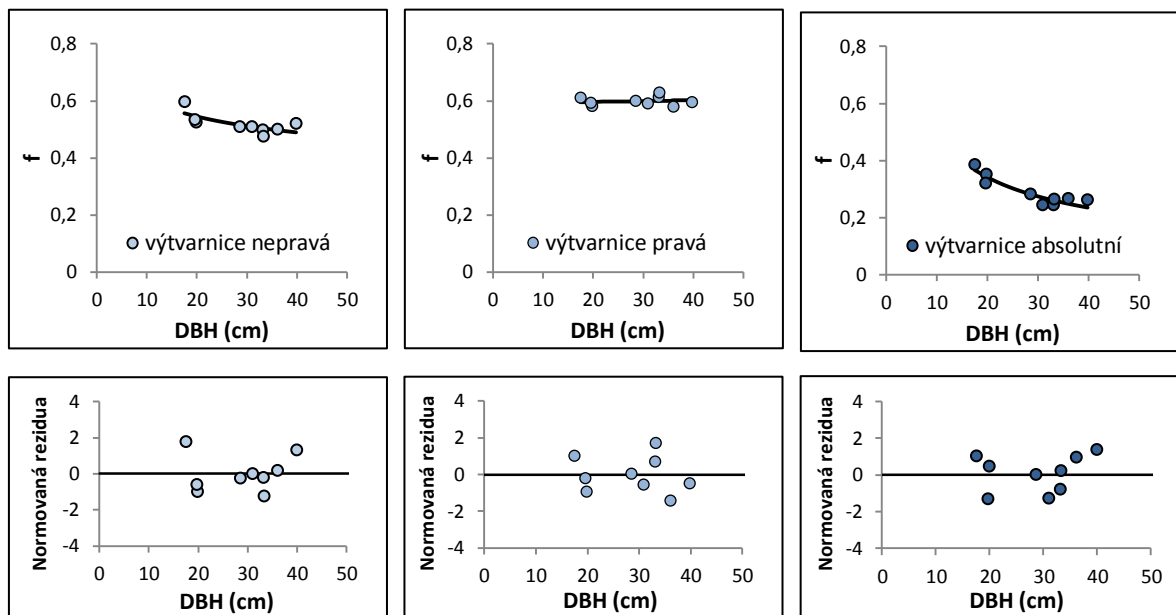 0,8
0,6
0,4
0,2
0
f
výtvarnice nepravá
0 10 20 30 40 50
DBH (cm)
0,8
0,6
0,4
0,2
0
f
výtvarnice pravá
0 10 20 30 40 50
DBH (cm)
0,8
0,6
0,4
0,2
0
f
výtvarnice absolutní
0 10 20 30 40 50
DBH (cm)
4
2
0
-2
-4
Normovaná rezidua
0 10 20 30 40 50
DBH (cm)
4
2
0
-2
-4
Normovaná rezidua
0 10 20 30 40 50
DBH (cm)
4
2
0
-2
-4
Normovaná rezidua
0 10 20 30 40 50
DBH (cm)